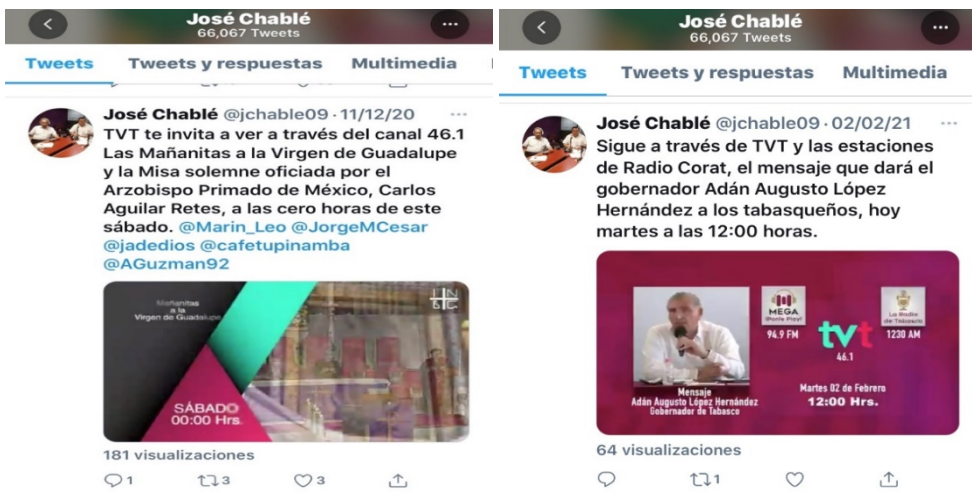 José Chablé
66,067 Tweets
Tweets
Tweets y respuestas
Multimedia
José Chablé @jchable09 · 11/12/20
TVT te invita a ver a través del canal 46.1
Las Mañanitas a la Virgen de Guadalupe
y la Misa solemne oficiada por el
Arzobispo Primado de México, Carlos
Aguilar Retes, a las cero horas de este
sábado. @Marin_Leo @JorgeMCesar
@jadedios @cafetupinamba
@AGuzman92
Mañanitas
a la
Virgen de Guadalupe
SÁBADO
00:00 Hrs.
181 visualizaciones
1
3
3
José Chablé
66,067 Tweets
Tweets
Tweets y respuestas
Multimedia
José Chablé @jchable09 · 02/02/21
Sigue a través de TVT y las estaciones
de Radio Corat, el mensaje que dará el
gobernador Adán Augusto López
Hernández a los tabasqueños, hoy
martes a las 12:00 horas.
MEGA
¡Ponle Play!
94.9 FM
tvt
46.1
La Radio
de Tabasco
1230 AM
Mensaje
Adán Augusto López Hernández
Gobernador de Tabasco
Martes 02 de Febrero
12:00 Hrs.
64 visualizaciones
1